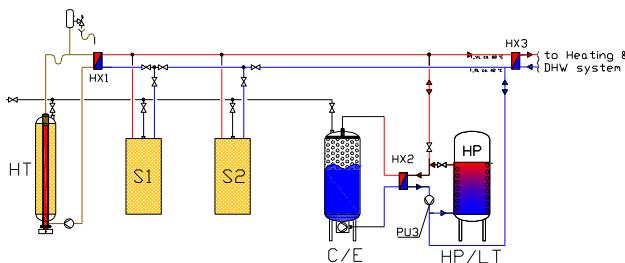 HX3
to Heating &
DHW system
HX1
HT
S1
S2
HX2
HP
PU3
C/E
HP/LT